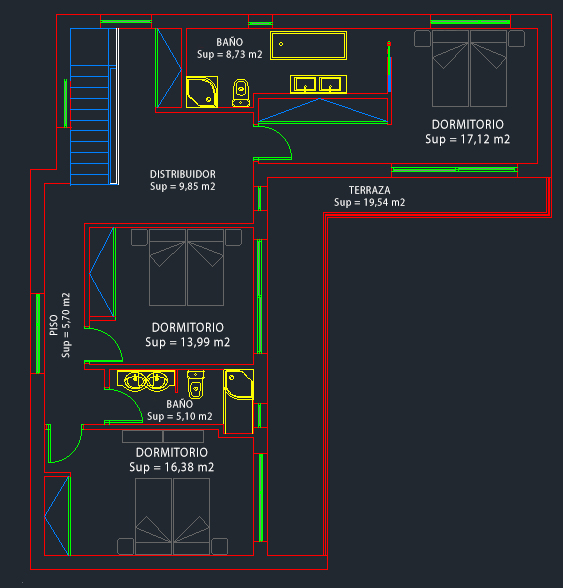 BAÑO
Sup = 8,73 m2
DORMITORIO
Sup = 17,12 m2
DISTRIBUIDOR
Sup = 9,85 m2
TERRAZA
Sup = 19,54 m2
PISO
Sup = 5,70 m2
DORMITORIO
Sup = 13,99 m2
BAÑO
Sup = 5,10 m2
DORMITORIO
Sup = 16,38 m2